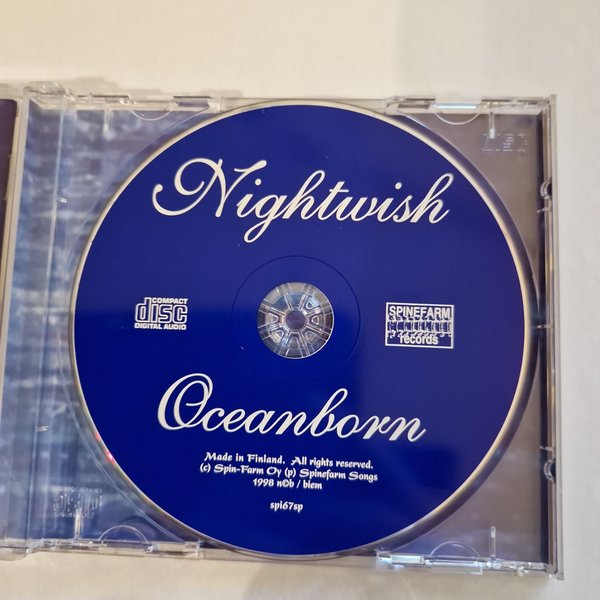 Nightwish
COMPACT
disc
DIGITAL AUDIO
SPINEFARM
records
Oceanborn
Made in Finland. All rights reserved.
(c) Spin-Farm Oy (p) Spinefarm Songs
1998 n©b / biem
spi67sp